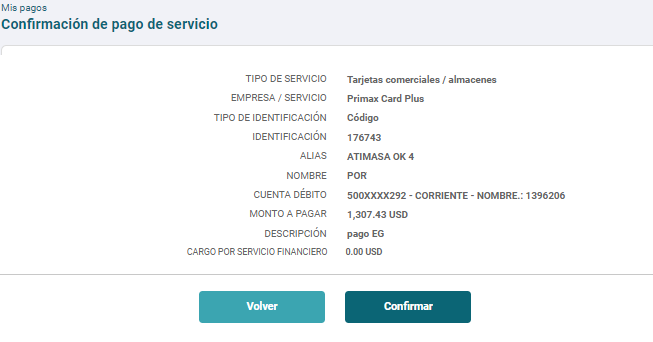 Mis pagos
Confirmación de pago de servicio
TIPO DE SERVICIO Tarjetas comerciales / almacenes
EMPRESA / SERVICIO Primax Card Plus
TIPO DE IDENTIFICACIÓN Código
IDENTIFICACIÓN 176743
ALIAS ATIMASA OK 4
NOMBRE POR
CUENTA DÉBITO 500XXXX292 - CORRIENTE - NOMBRE.: 1396206
MONTO A PAGAR 1,307.43 USD
DESCRIPCIÓN pago EG
CARGO POR SERVICIO FINANCIERO 0.00 USD
Volver Confirmar